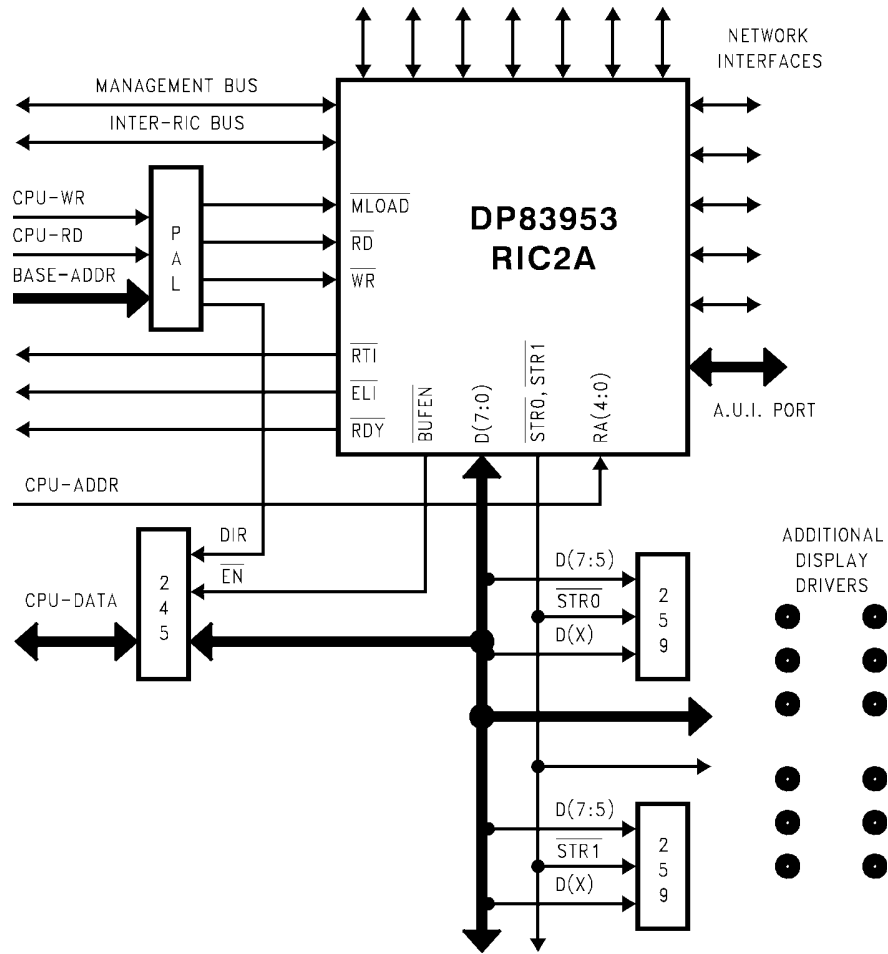 NETWORK
INTERFACES
MANAGEMENT BUS
INTER-RIC BUS
CPU-WR
CPU-RD
BASE-ADDR
P
A
L
MLOAD
RD
WR
DP83953
RIC2A
RTI
ELI
RDY
BUFEN
D(7:0)
STR0, STR1
RA(4:0)
A.U.I. PORT
CPU-ADDR
DIR
EN
CPU-DATA
2
4
5
D(7:5)
STR0
D(X)
2
5
9
ADDITIONAL
DISPLAY
DRIVERS
D(7:5)
STR1
D(X)
2
5
9